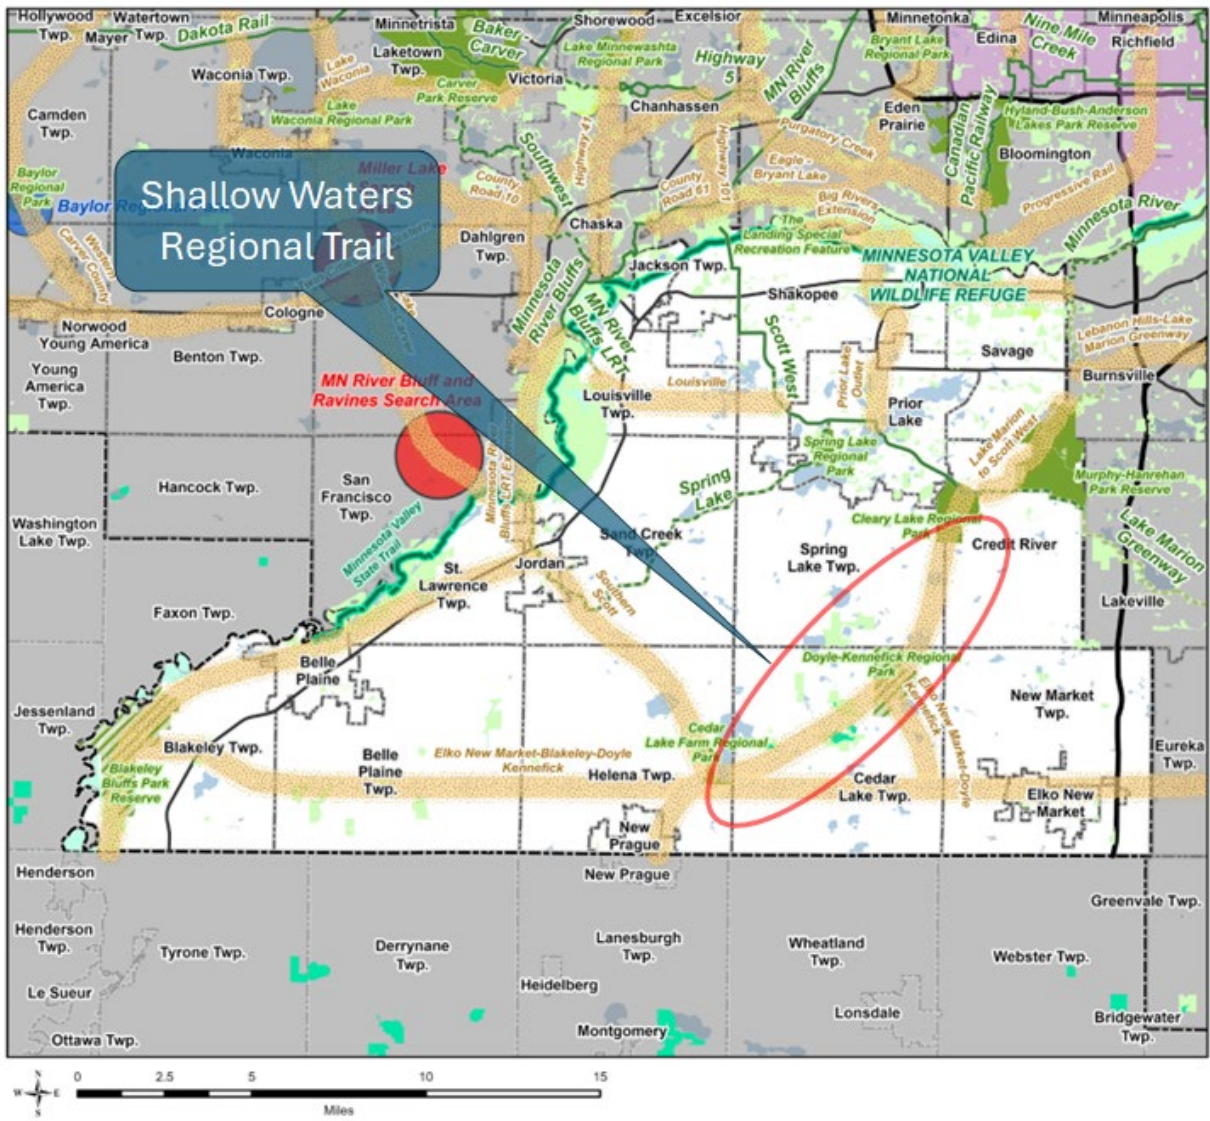 Hollywood
Twp.
Watertown
Twp.
Mayer
Dakota Rail
Minnetrista
Baker -
Carver
Shorewood
Excelsior
Minnetonka
Edina
Nine Mile
Creek
Minneapolis
Richfield
Waconia Twp.
Lake
Waconia
Laketown
Twp.
Victoria
Lake Minnewashta
Regional Park
Highway
5
MN River
Bluffs
Bryant Lake
Regional Park
Camden
Twp.
Lake
Waconia Regional Park
Carver
Park Reserve
Chanhassen
Eden
Prairie
Canadian
Pacific Railway
Hyland-Bush-Anderson
Lakes Park Reserve
Bloomington
Waconia
Southwest
Highway 41
Highway 101
Purgatory Creek
Eagle -
Bryant Lake
Baylor
Regional
Park
Baylor
Miller Lake
Shallow Waters
Regional Trail
County
Road 10
County
Road 61
Big Rivers
Extension
Progressive Rail
Minnesota River
Western
Carver County
Dahlgren
Twp.
Chaska
The
Landing Special
Recreation Feature
Jackson Twp.
MINNESOTA VALLEY
NATIONAL
WILDLIFE REFUGE
Minnesota
River Bluffs
MN River
Bluffs LRT
Shakopee
Cologne
Norwood
Young America
Benton Twp.
Scott West
Prior Lake
Outlet
Savage
Lebanon Hills-Lake
Marion Greenway
Burnsville
Young
America
Twp.
MN River Bluff and
Ravines Search Area
Louisville
Louisville
Twp.
Prior
Lake
Lake Marion
to Scott West
Spring Lake
Regional
Park
Hancock Twp.
San
Francisco
Twp.
Spring
Lake
Murphy-Hanrehan
Park Reserve
Washington
Lake Twp.
Minnesota Valley
State Trail
Cleary Lake Regional
Park
Sand Creek
Twp.
Spring
Lake Twp.
Credit River
Lake Marion
Greenway
Jordan
St.
Lawrence
Twp.
Southern
Scott
Faxon Twp.
Lakeville
Belle
Plaine
Doyle-Kennefick Regional
Park
Elko New Market-Doyle
Kennefick
New Market
Twp.
Jessenland
Twp.
Blakeley Twp.
Belle
Plaine
Twp.
Elko New Market-Blakeley-Doyle
Kennefick
Cedar
Lake Farm Regional
Park
Helena Twp.
Cedar
Lake Twp.
Eureka
Twp.
Blakeley
Bluffs Park
Reserve
Elko New
Market
New
Prague
Henderson
New Prague
Greenvale Twp.
Henderson
Twp.
Tyrone Twp.
Derrynane
Twp.
Lanesburgh
Twp.
Wheatland
Twp.
Webster Twp.
Le Sueur
Heidelberg
Lonsdale
Bridgewater
Twp.
Ottawa Twp.
Montgomery
N
W E
S
0 2.5 5 10 15
Miles